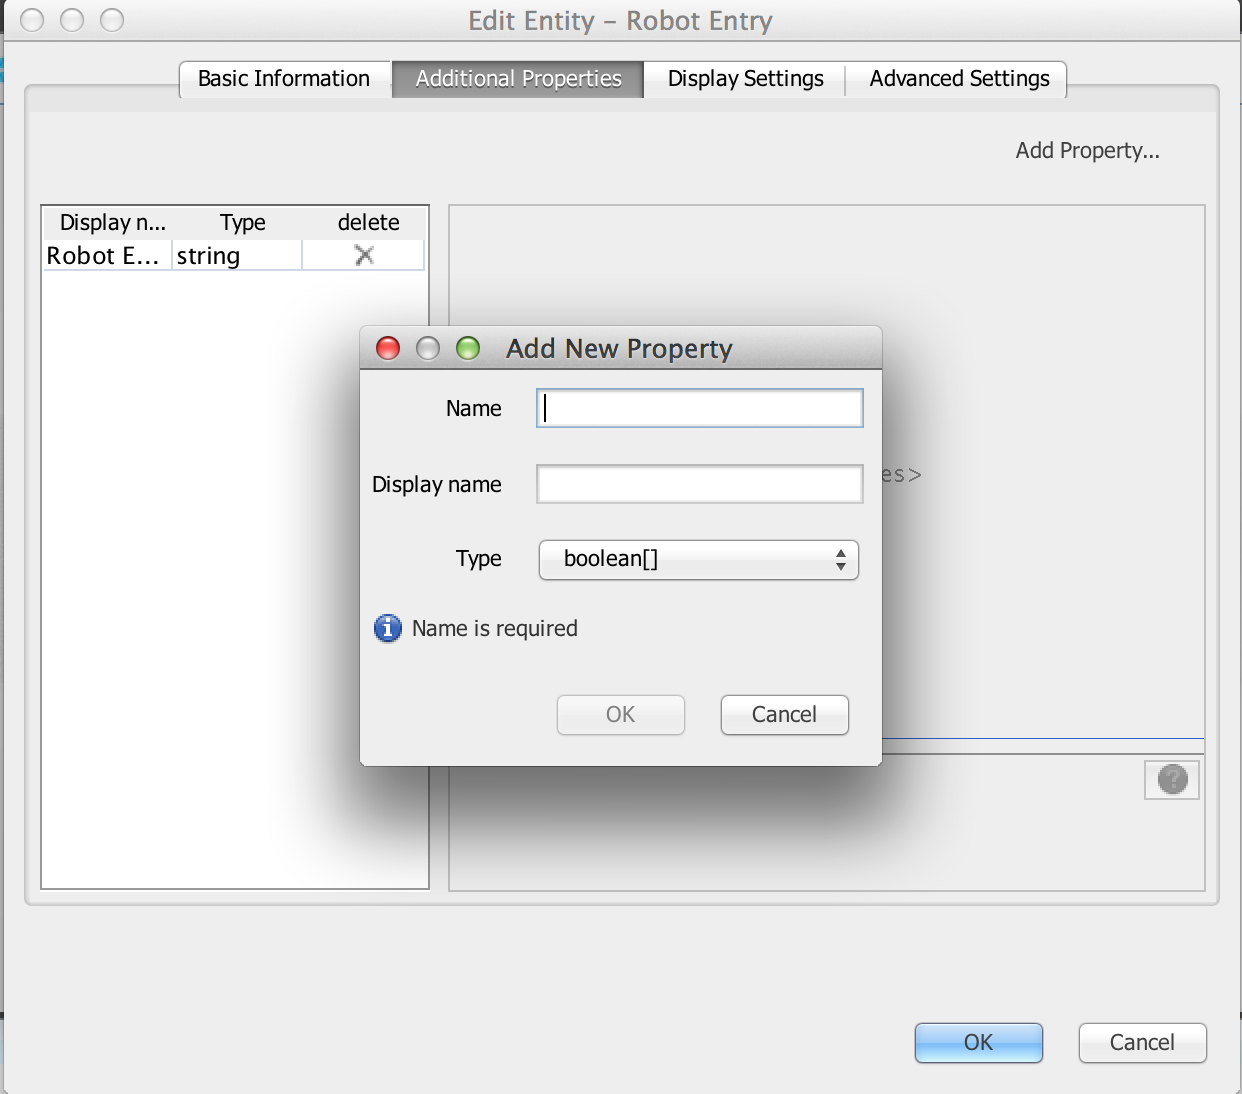 Edit Entity – Robot Entry
Basic Information Additional Properties Display Settings Advanced Settings
Add Property...
Display n... Type delete
Robot E... string
Add New Property
Name
Display name
es>
Type boolean[]
Name is required
OK Cancel
?
OK Cancel